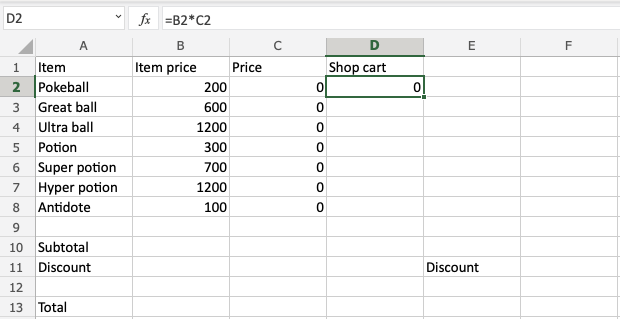 D2 fx =B2*C2
A B C D E F
1 Item Item price Price Shop cart
2 Pokeball 200 0 0
3 Great ball 600 0
4 Ultra ball 1200 0
5 Potion 300 0
6 Super potion 700 0
7 Hyper potion 1200 0
8 Antidote 100 0
9
10 Subtotal
11 Discount Discount
12
13 Total